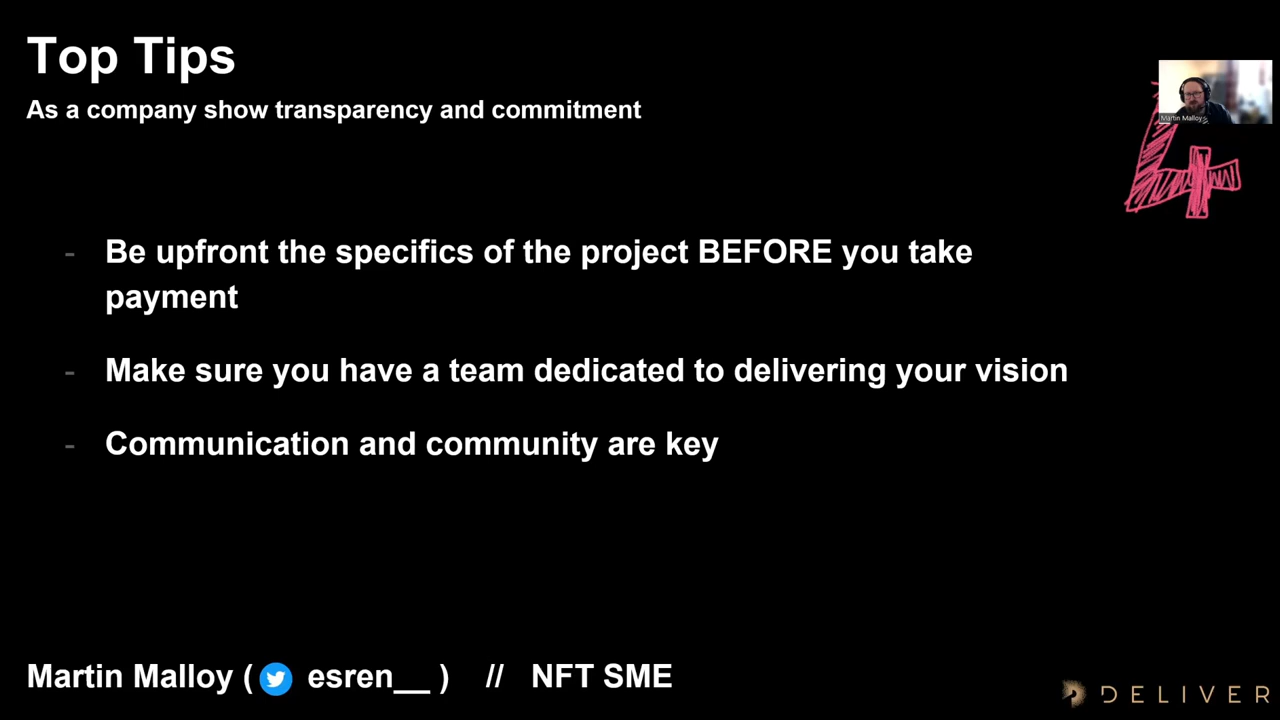 Top Tips
As a company show transparency and commitment
Martin Malloy
4
- Be upfront the specifics of the project BEFORE you take
payment
- Make sure you have a team dedicated to delivering your vision
- Communication and community are key
Martin Malloy ( esren__ ) // NFT SME
DELIVER